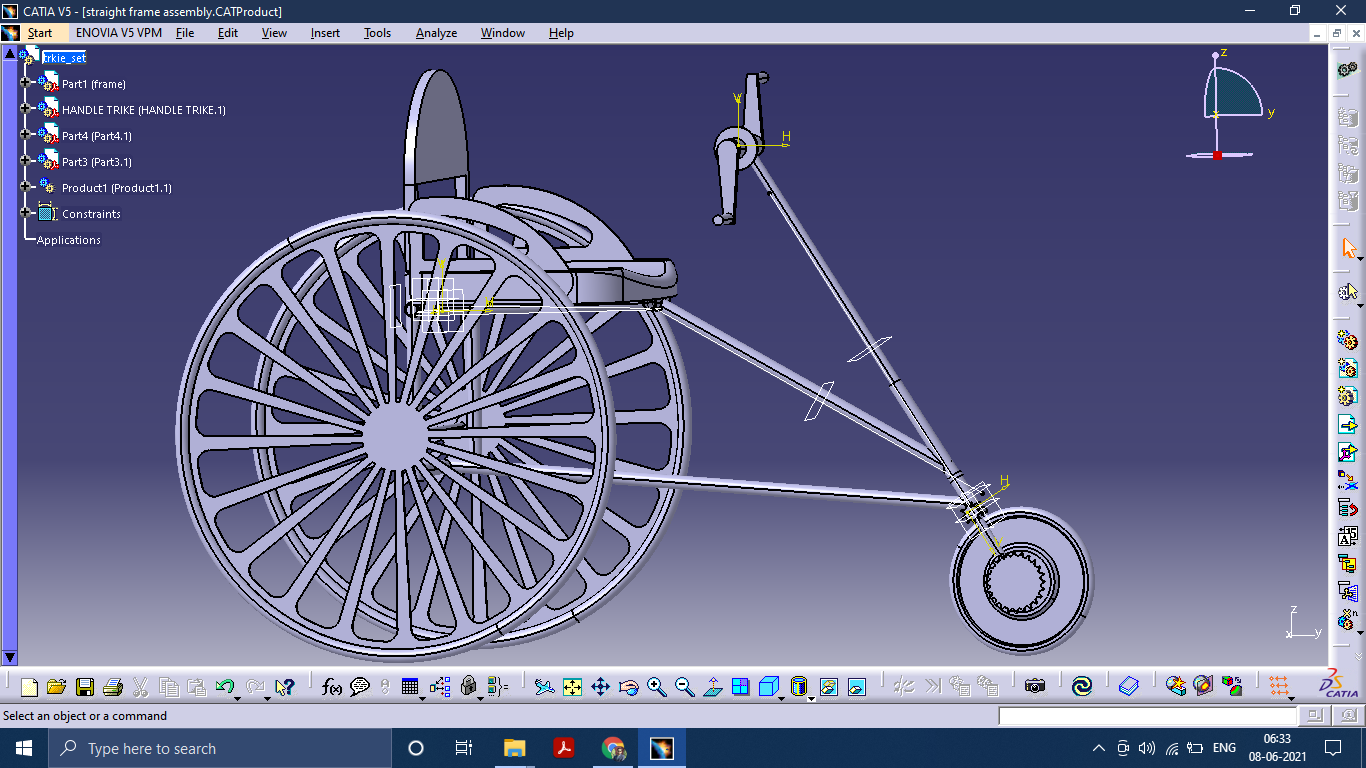 CATIA V5 - [straight frame assembly.CATProduct]
Start ENOVIA V5 VPM File Edit View Insert Tools Analyze Window Help
trkie_set
Part1 (frame)
HANDLE TRIKE (HANDLE TRIKE.1)
Part4 (Part4.1)
Part3 (Part3.1)
Product1 (Product1.1)
Constraints
Applications
z
y
x
V
H
H
H
z
x y
f(x)
DS CATIA
Select an object or a command
Type here to search
ENG
06:33
08-06-2021